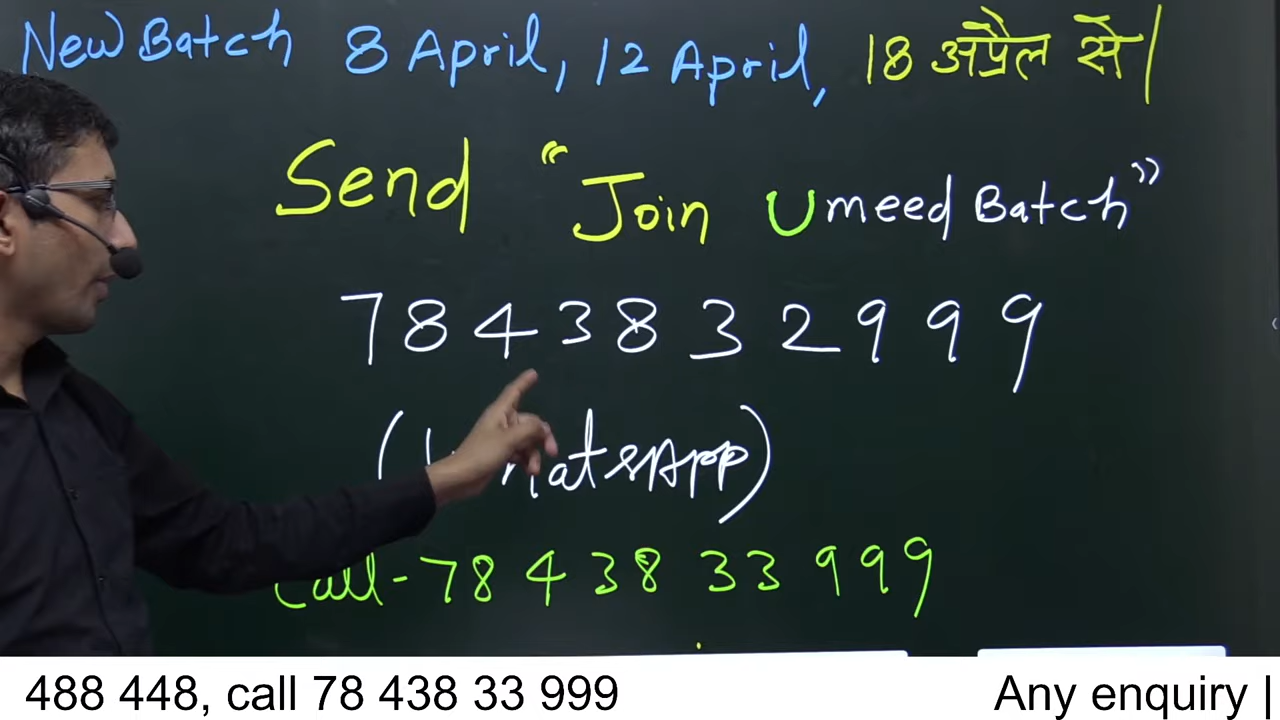 New Batch 8 April, 12 April, 18 अप्रैल से|
Send "Join Umeed Batch"
7843832999
(WhatsApp)
Call-78 438 33 999
488 448, call 78 438 33 999 Any enquiry |